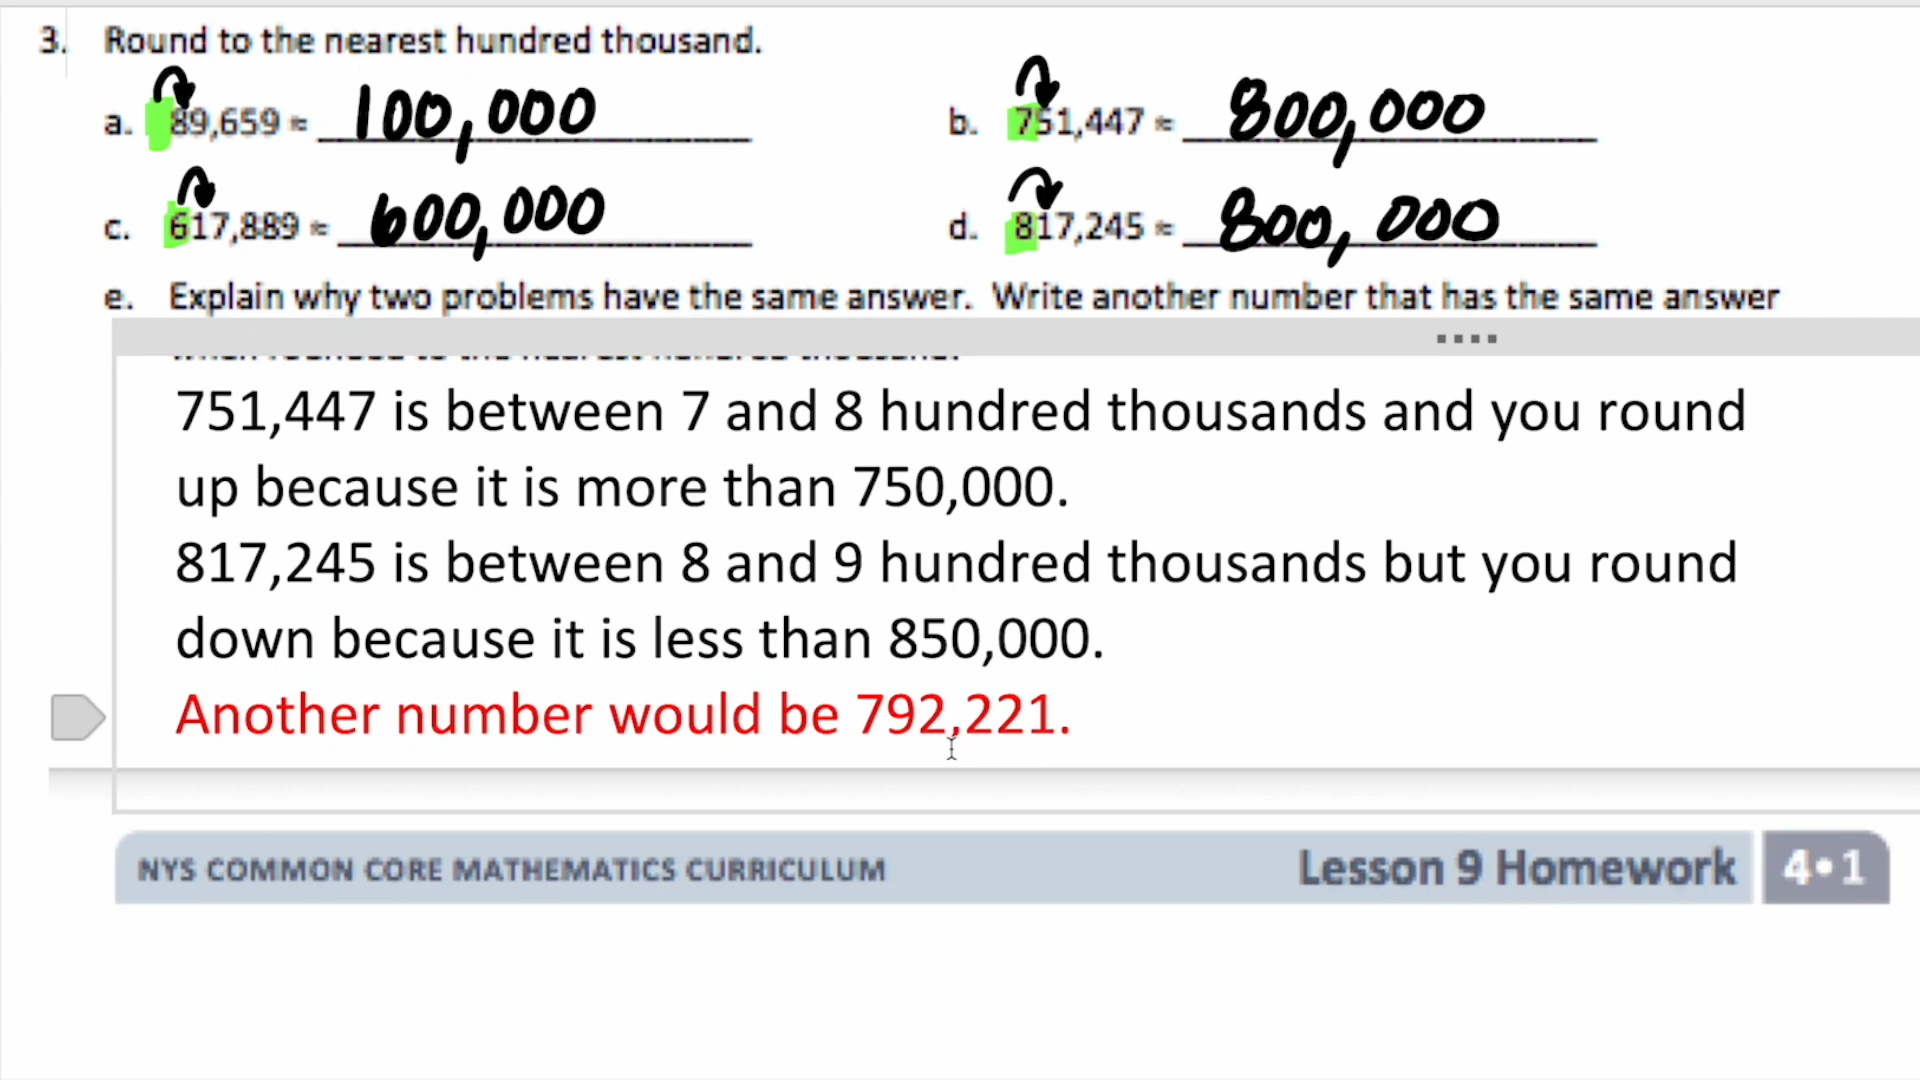 3. Round to the nearest hundred thousand.
a. 89,659 ≈ 100,000
b. 751,447 ≈ 800,000
c. 617,889 ≈ 600,000
d. 817,245 ≈ 800,000
e. Explain why two problems have the same answer. Write another number that has the same answer
751,447 is between 7 and 8 hundred thousands and you round
up because it is more than 750,000.
817,245 is between 8 and 9 hundred thousands but you round
down because it is less than 850,000.
Another number would be 792,221.
NYS COMMON CORE MATHEMATICS CURRICULUM
Lesson 9 Homework 4•1